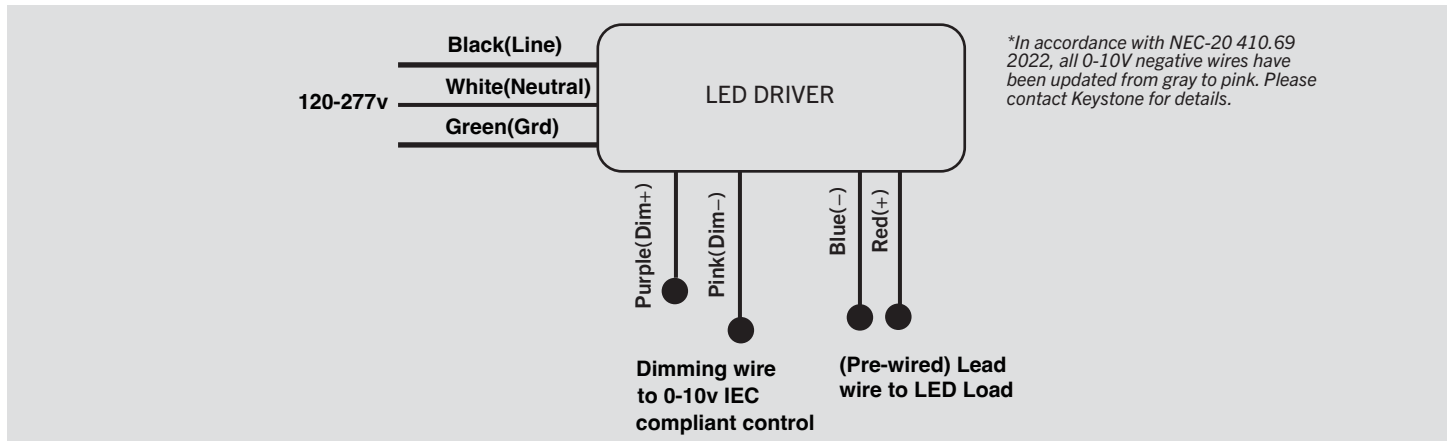 Black(Line)
White(Neutral)
120-277v
Green(Grd)
LED DRIVER
*In accordance with NEC-20 410.69
2022, all 0-10V negative wires have
been updated from gray to pink. Please
contact Keystone for details.
Purple(Dim+)
Pink(Dim−)
Blue(−)
Red(+)
Dimming wire
to 0-10v IEC
compliant control
(Pre-wired) Lead
wire to LED Load